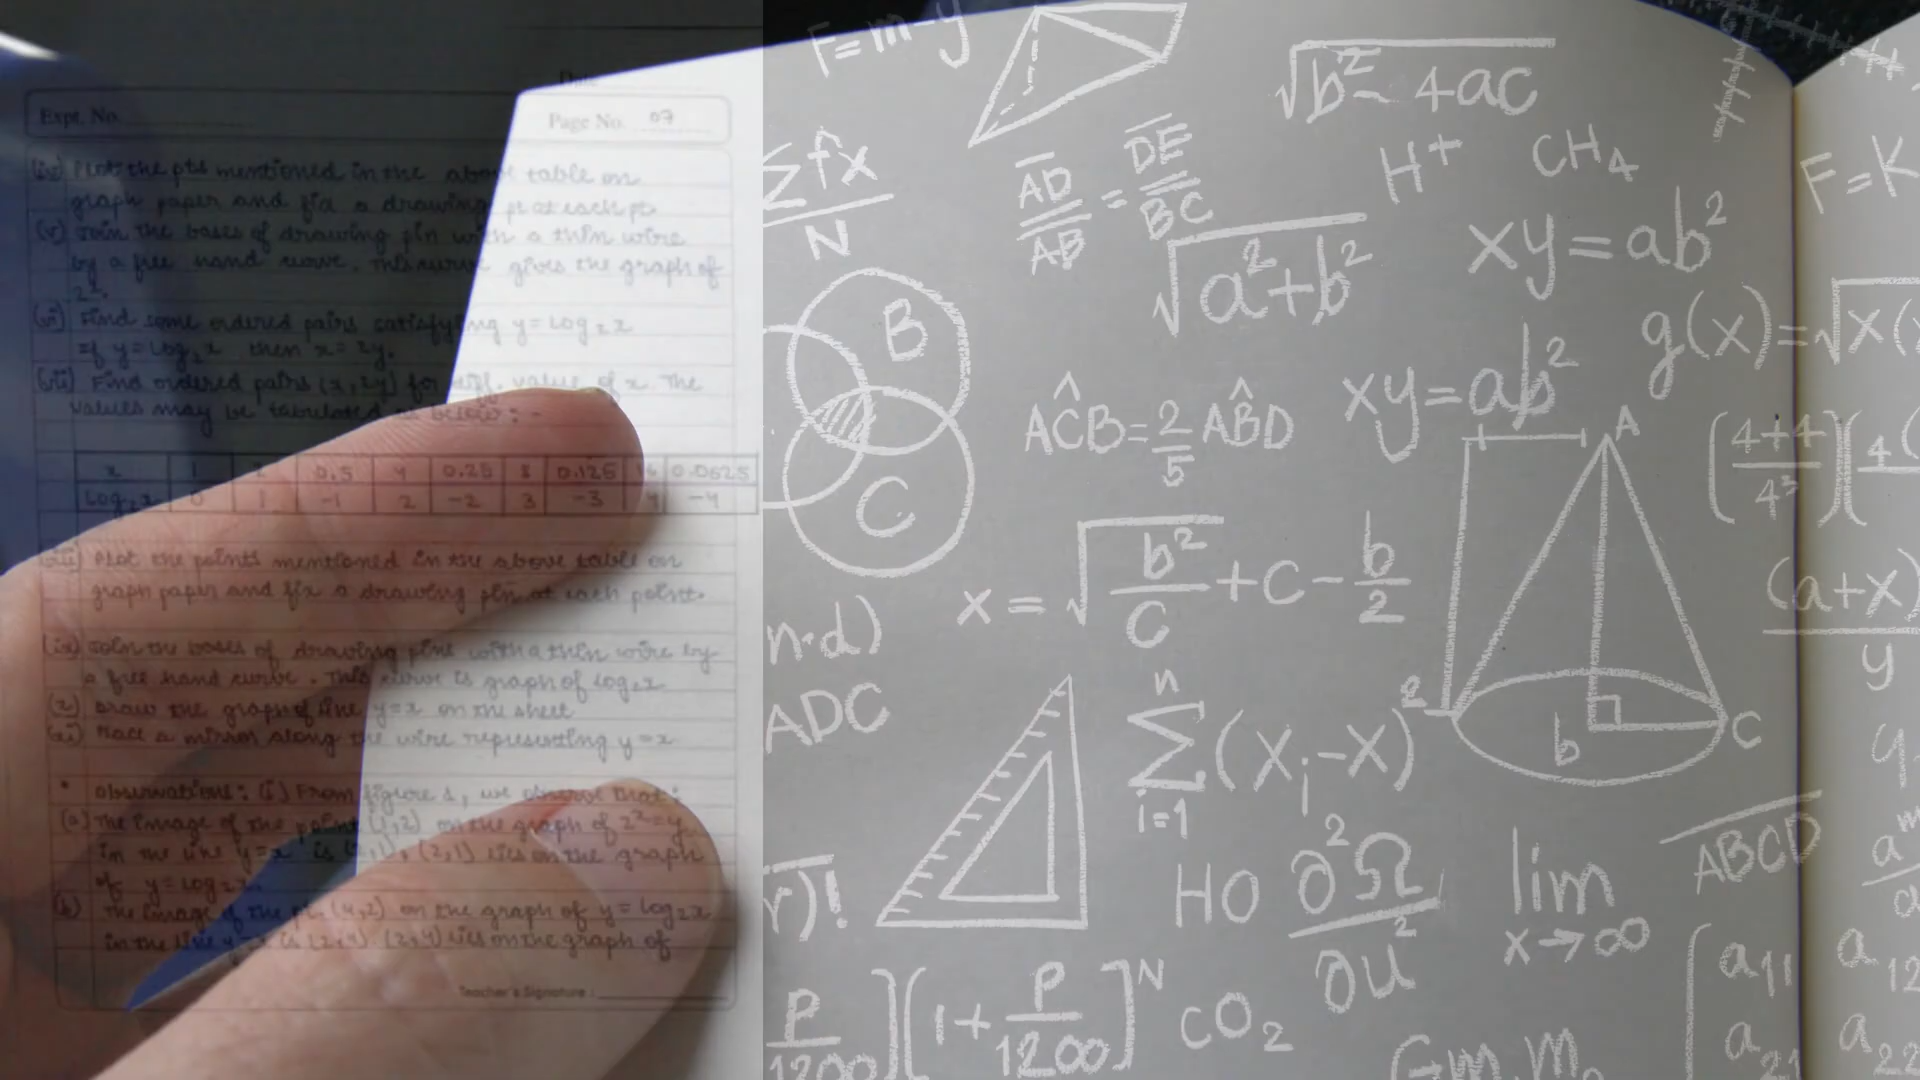 Date
Expt. No.
Page No. 07
(iv) Plot the pts mentioned in the above table on
graph paper and fix a drawing pt at each pt.
(v) Join the bases of drawing pin with a thin wire
by a free hand curve. This curve gives the graph of
2ˣ.
(vi) Find some ordered pairs satisfying y = log₂x
If y = log₂x then x = 2y.
(vii) Find ordered pairs (x, 2y) for diff. value of x. The
values may be tabulated as below: -
x 1 2 0.5 4 0.25 8 0.125 16 0.0625
Log₂x 0 1 -1 2 -2 3 -3 4 -4
(viii) Plot the points mentioned in the above table on
graph paper and fix a drawing pin at each point.
(ix) Join the bases of drawing pins with a thin wire by
a free hand curve. This curve is graph of log₂x
(x) Draw the graph of line y=x on the sheet
(xi) Place a mirror along the wire representing y=x
• Observations: (i) From figure 1, we observe that:
(a) The image of the point (1,2) on the graph of 2ˣ=y
in the line y=x is (2,1), (2,1) lies on the graph
of y = log₂x.
(b) The image of the pt. (4,2) on the graph of y = log₂x
in the line y=x is (2,4). (2,4) lies on the graph of
Teacher's Signature :
F=m-y
√b²- 4ac
∑fx/N
AD/AB = DE/BC
H+ CH₄
F=K
√a²+b²
xy=ab²
B
g(x)=√x(
AĈB=2/5 AB̂D
xy=ab²
A
(4+4/4³)(4
C
x=√b²/C+C-b/2
(a+x)
y
n·d)
ADC
n
∑(xᵢ-x)²
i=1
b
C
ABCD
aᵐ
r)!
HO
∂²Ω/∂u²
lim
x→∞
a₁₁ a₁₂
a₂₁ a₂₂
P/1200][1+P/1200]ᴺ
CO₂